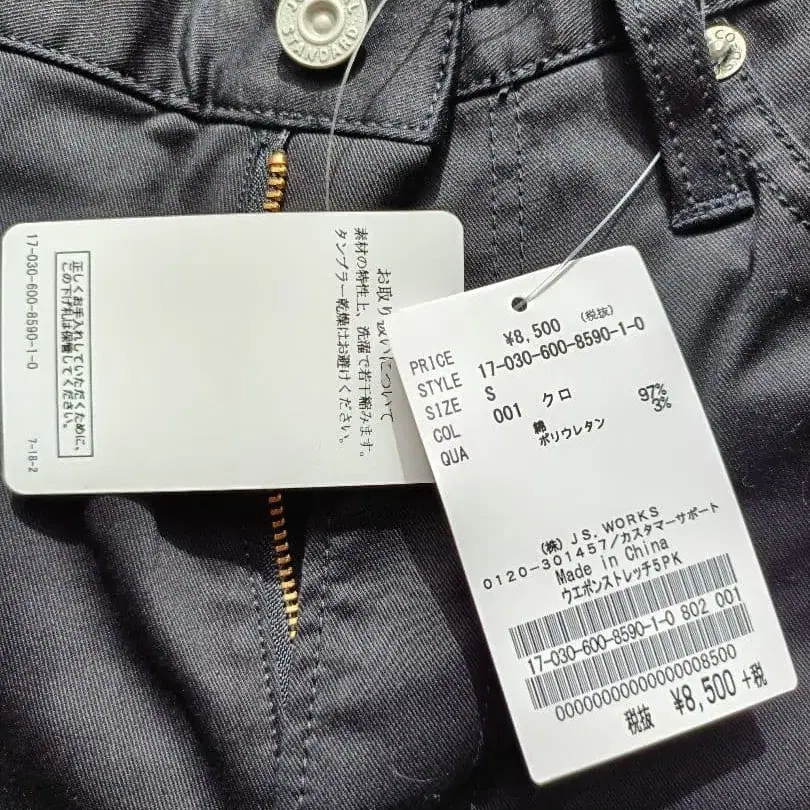 STANDARD
お取り扱いについて
素材の特性上、洗濯で若干縮みます。
タンブラー乾燥はお避けください。
正しくお手入れしていただくために、
この下げ札は保管してください。
17-030-600-8590-1-0
7-18-2
PRICE ¥8,500 (税抜)
STYLE 17-030-600-8590-1-0
SIZE S
COL 001 クロ
QUA 綿 97%
ポリウレタン 3%
(株) JS.WORKS
0120-301457/カスタマーサポート
Made in China
ウエポンストレッチ5PK
17-030-600-8590-1-0 802 001
00000000000000008500
税抜 ¥8,500 +税